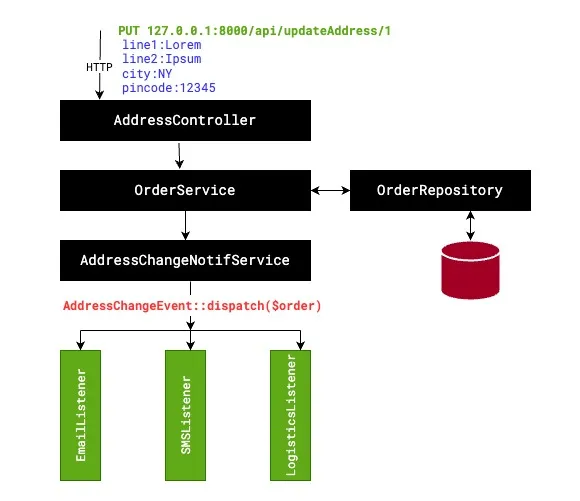 PUT 127.0.0.1:8000/api/updateAddress/1
line1:Lorem
line2:Ipsum
city:NY
pincode:12345
HTTP
AddressController
OrderService
OrderRepository
AddressChangeNotifService
AddressChangeEvent::dispatch($order)
EmailListener
SMSListener
LogisticsListener